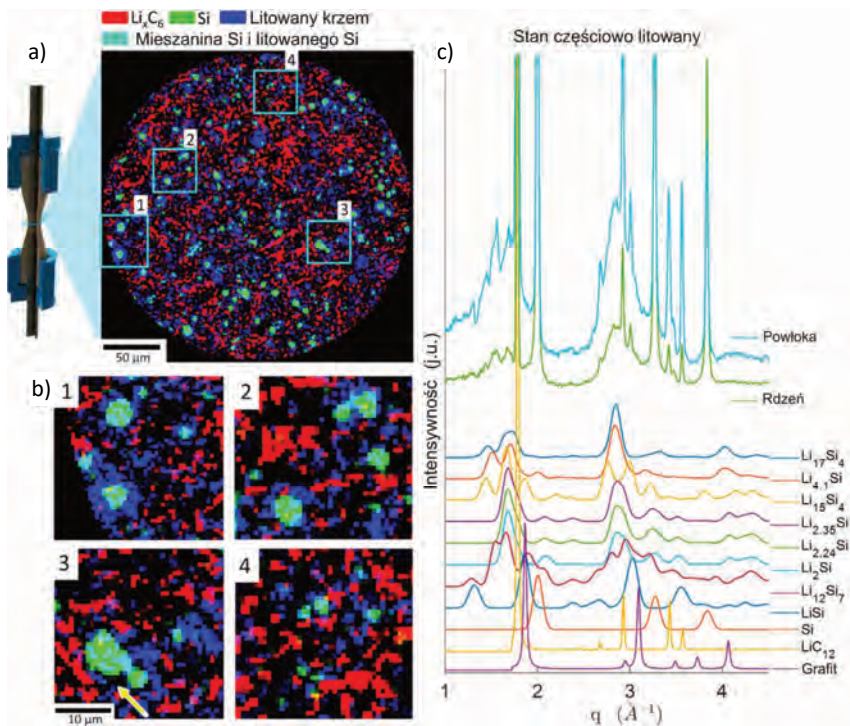 LiₓC₆ Si Litowany krzem
Mieszanina Si i litowanego Si
a)
4
2
1
3
50 µm
b)
1
2
3
4
10 µm
c)
Stan częściowo litowany
Intensywność (j.u.)
Powłoka
Rdzeń
Li₁₇Si₄
Li₄.₁Si
Li₁₅Si₄
Li₂.₃₅Si
Li₂.₂₄Si
Li₂Si
Li₁₂Si₇
LiSi
Si
LiC₁₂
Grafit
1 2 3 4
q (Å⁻¹)